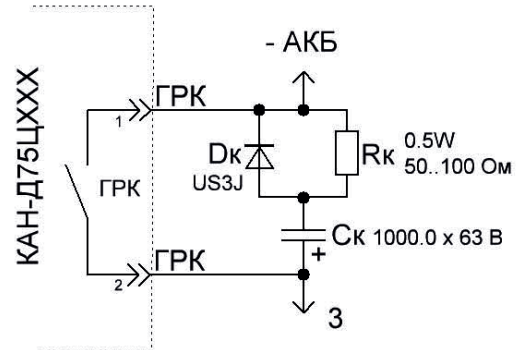 - АКБ
КАН-Д75ЦХХХ
1
ГРК
ГРК
Dк
US3J
Rк
0.5W
50..100 Ом
Cк 1000.0 x 63 В
+
2
ГРК
3